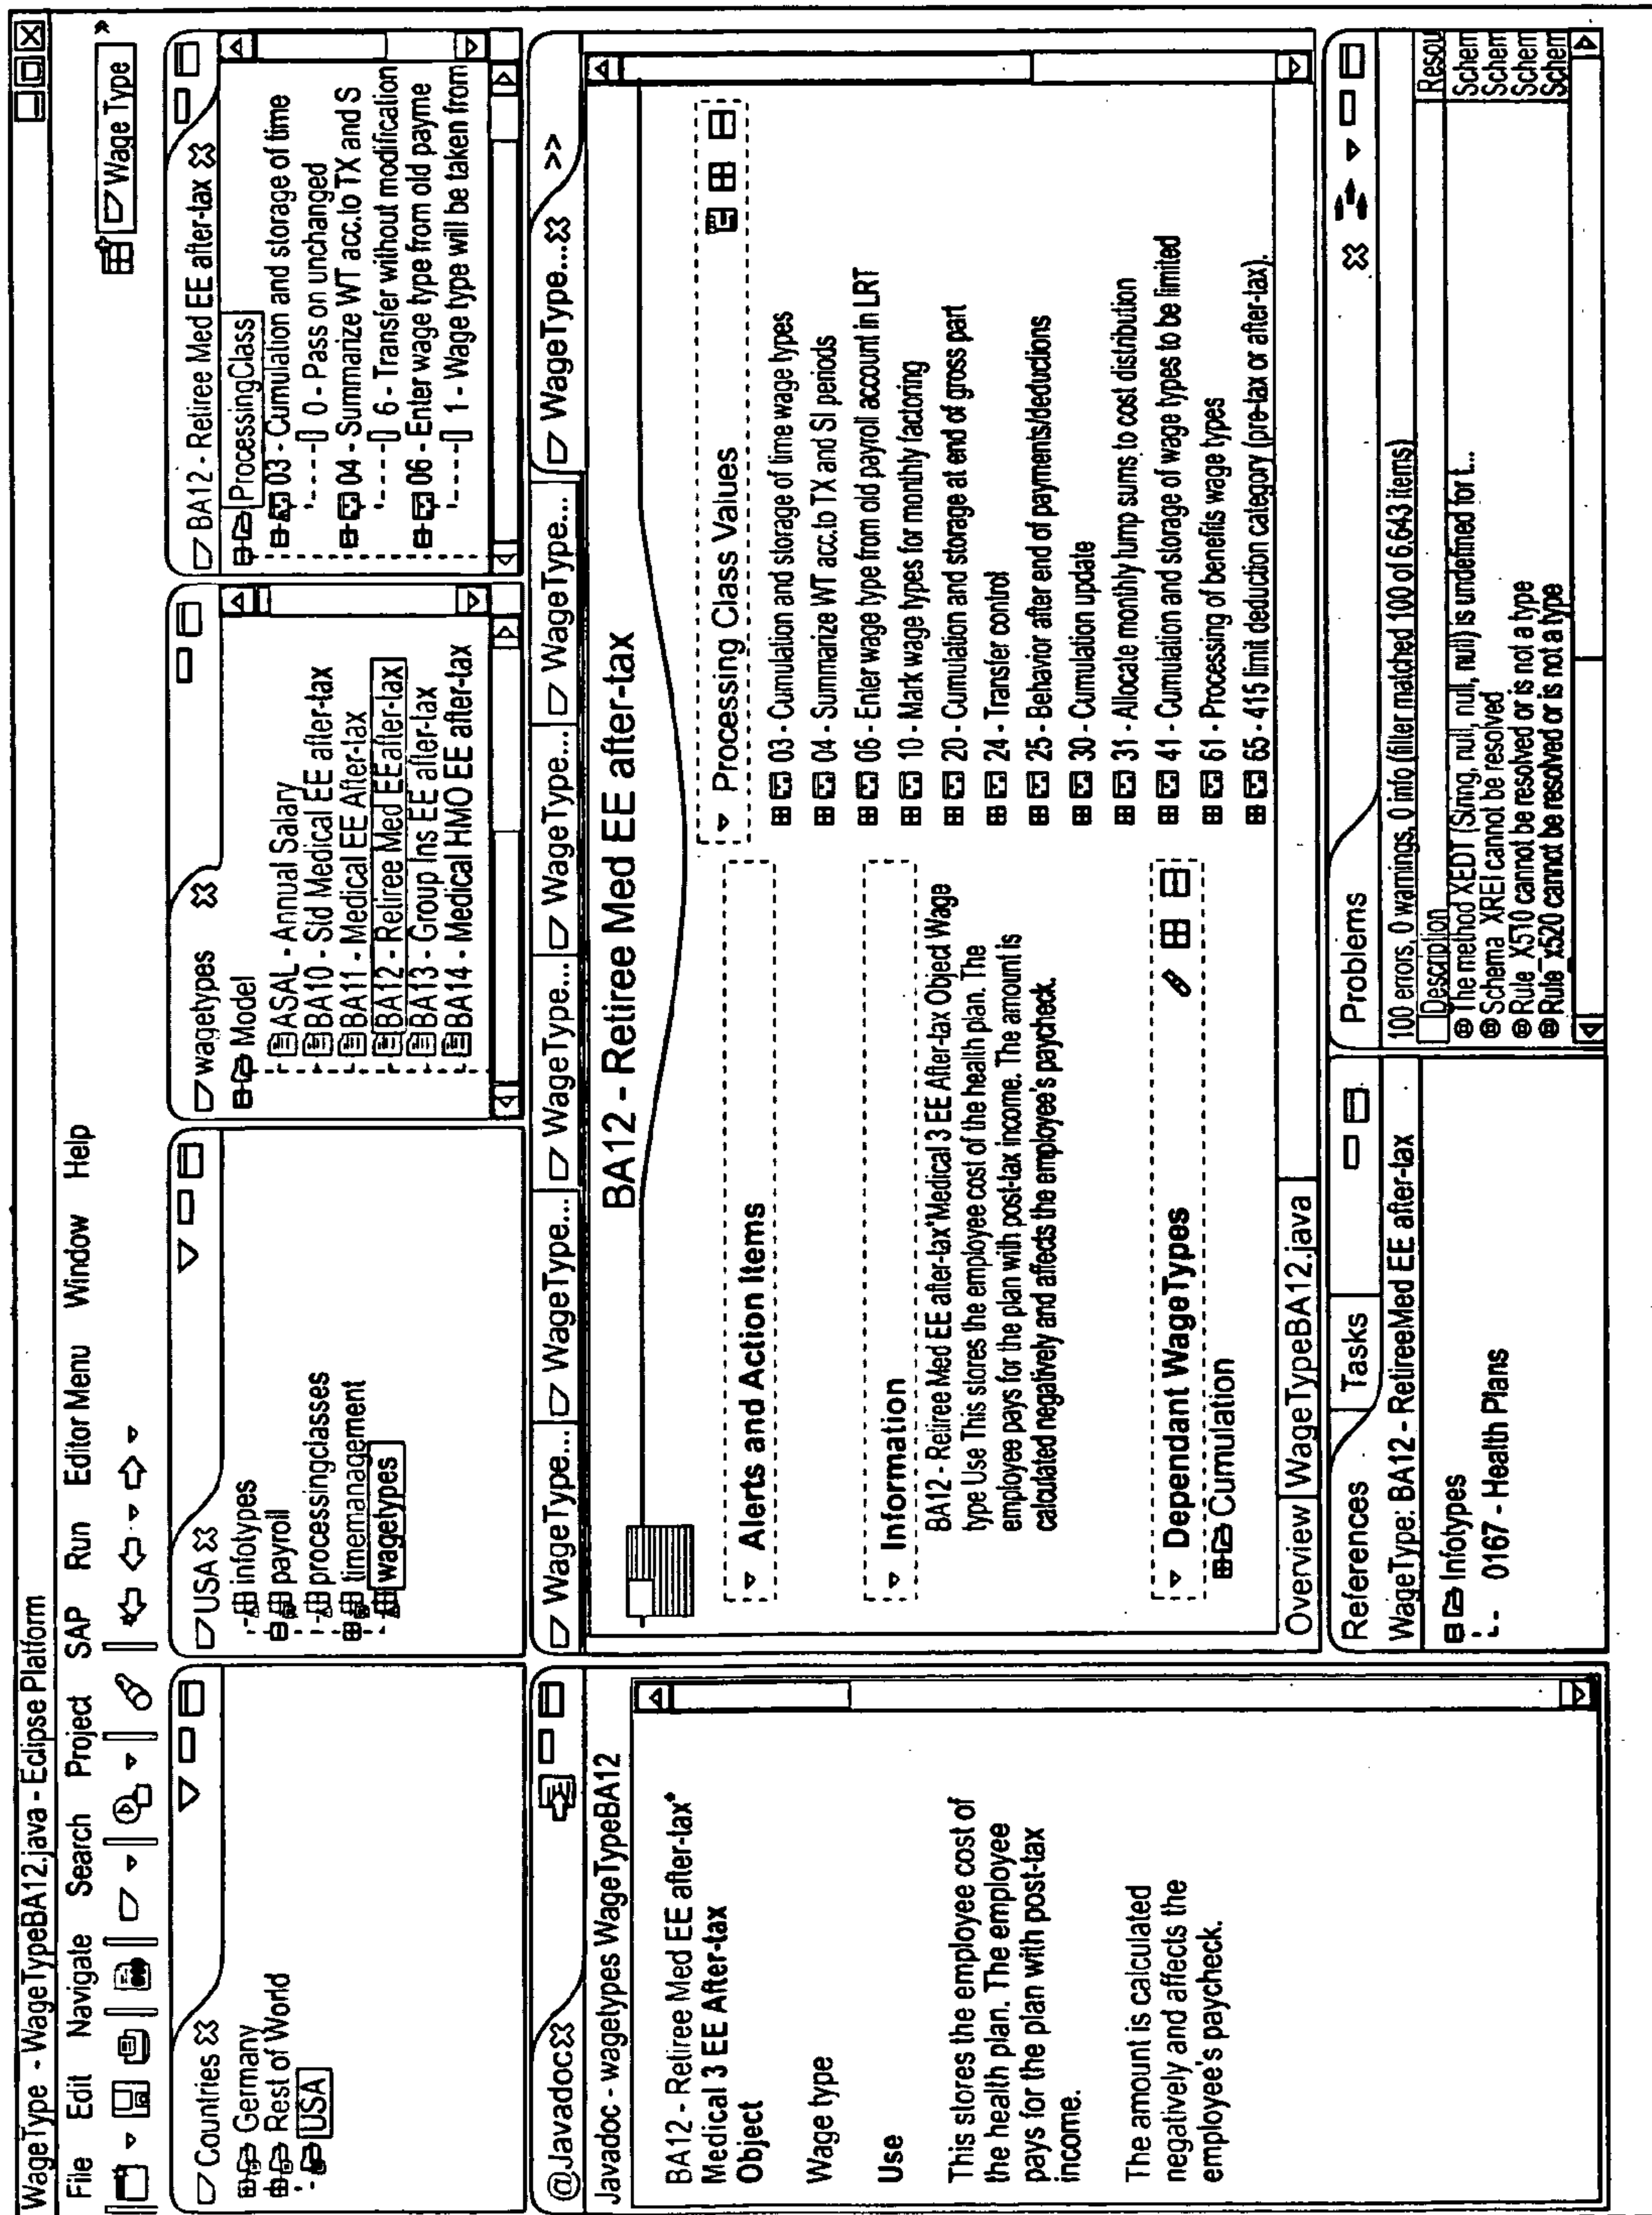 WageType - WageTypeBA12.java - Eclipse Platform
File Edit Navigate Search Project SAP Run Editor Menu Window Help
Wage Type
»
Countries
Germany
Rest of World
USA
USA
infotypes
payroll
processingclasses
timemanagement
wagetypes
wagetypes
Model
ASAL - Annual Salary
BA10 - Std Medical EE after-tax
BA11 - Medical EE After-tax
BA12 - Retiree Med EEafter-tax
BA13 - Group Ins EE after-tax
BA14 - Medical HMO EE after-tax
BA12 - Retiree Med EE after-tax
ProcessingClass
03 - Cumulation and storage of time
0 - Pass on unchanged
04 - Summarize WT acc.to TX and S
6 - Transfer without modification
06 - Enter wage type from old payme
1 - Wage type will be taken from
@Javadoc
Javadoc - wagetypes WageTypeBA12
BA12 - Retiree Med EE after-tax*
Medical 3 EE After-tax
Object
Wage type
Use
This stores the employee cost of
the health plan. The employee
pays for the plan with post-tax
income.
The amount is calculated
negatively and affects the
employee's paycheck.
WageType... WageType... WageType... WageType... WageType... WageType... >>
BA12 - Retiree Med EE after-tax
Alerts and Action Items
Information
BA12 - Retiree Med EE after-tax*Medical 3 EE After-tax Object Wage
type Use This stores the employee cost of the health plan. The
employee pays for the plan with post-tax income. The amount is
calculated negatively and affects the employee's paycheck.
Dependant WageTypes
Cumulation
Processing Class Values
03 - Cumulation and storage of time wage types
04 - Summarize WT acc.to TX and SI periods
06 - Enter wage type from old payroll account in LRT
10 - Mark wage types for monthly factoring
20 - Cumulation and storage at end of gross part
24 - Transfer control
25 - Behavior after end of payments/deductions
30 - Cumulation update
31 - Allocate monthly lump sums to cost distribution
41 - Cumulation and storage of wage types to be limited
61 - Processing of benefits wage types
65 - 415 limit deduction category (pre-tax or after-tax).
Overview WageTypeBA12.java
References Tasks
WageType: BA12 - RetireeMed EE after-tax
Infotypes
0167 - Health Plans
Problems
100 errors, 0 warnings, 0 info (filter matched 100 of 6,643 items)
Description Resou
The method XEDT (String, null, null, null) is undefined for t... Schem
Schema XREI cannot be resolved Schem
Rule X510 cannot be resolved or is not a type Schem
Rule X520 cannot be resolved or is not a type Schem